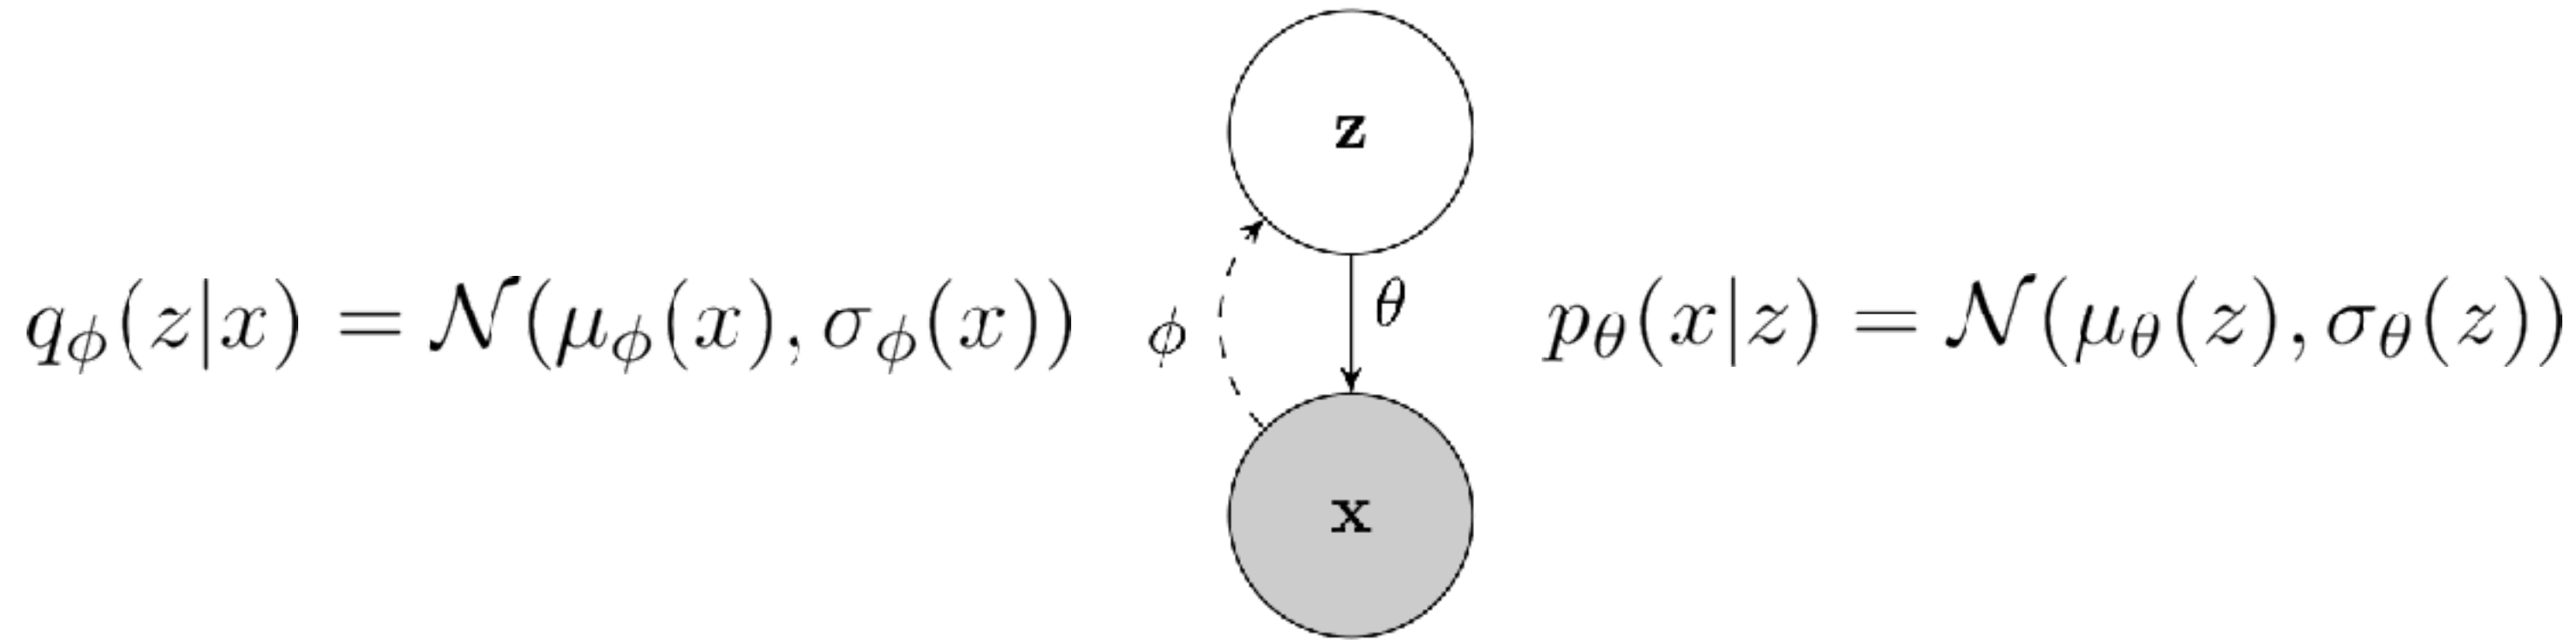 z
qϕ(z|x) = 𝒩(μϕ(x), σϕ(x)) ϕ θ pθ(x|z) = 𝒩(μθ(z), σθ(z))
x